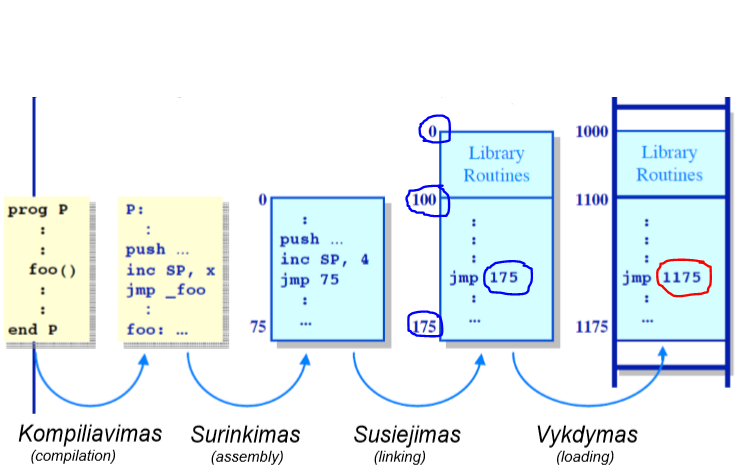 prog P
:
:
foo()
:
:
end P
P:
:
push ...
inc SP, x
jmp _foo
:
foo: ...
0
:
push ...
inc SP, 4
jmp 75
:
...
75
0
Library
Routines
100
:
:
:
jmp 175
:
...
175
1000
Library
Routines
1100
:
:
:
jmp 1175
:
...
1175
Kompiliavimas
(compilation)
Surinkimas
(assembly)
Susiejimas
(linking)
Vykdymas
(loading)